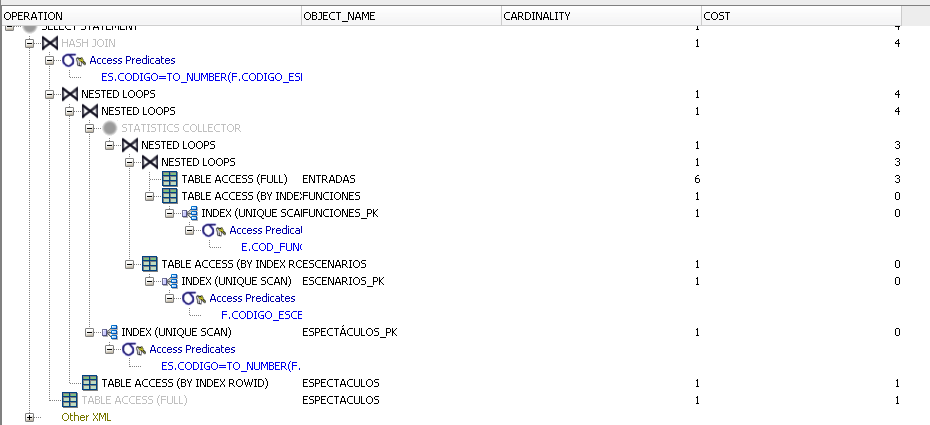 OPERATION OBJECT_NAME CARDINALITY COST
SELECT STATEMENT 1 4
HASH JOIN 1 4
Access Predicates
ES.CODIGO=TO_NUMBER(F.CODIGO_ESI
NESTED LOOPS 1 4
NESTED LOOPS 1 4
STATISTICS COLLECTOR
NESTED LOOPS 1 3
NESTED LOOPS 1 3
TABLE ACCESS (FULL) ENTRADAS 6 3
TABLE ACCESS (BY INDEX FUNCIONES 1 0
INDEX (UNIQUE SCA FUNCIONES_PK 1 0
Access Predicat
E.COD_FUNC
TABLE ACCESS (BY INDEX RO ESCENARIOS 1 0
INDEX (UNIQUE SCAN) ESCENARIOS_PK 1 0
Access Predicates
F.CODIGO_ESCE
INDEX (UNIQUE SCAN) ESPECTÁCULOS_PK 1 0
Access Predicates
ES.CODIGO=TO_NUMBER(F.
TABLE ACCESS (BY INDEX ROWID) ESPECTACULOS 1 1
TABLE ACCESS (FULL) ESPECTACULOS 1 1
Other XML